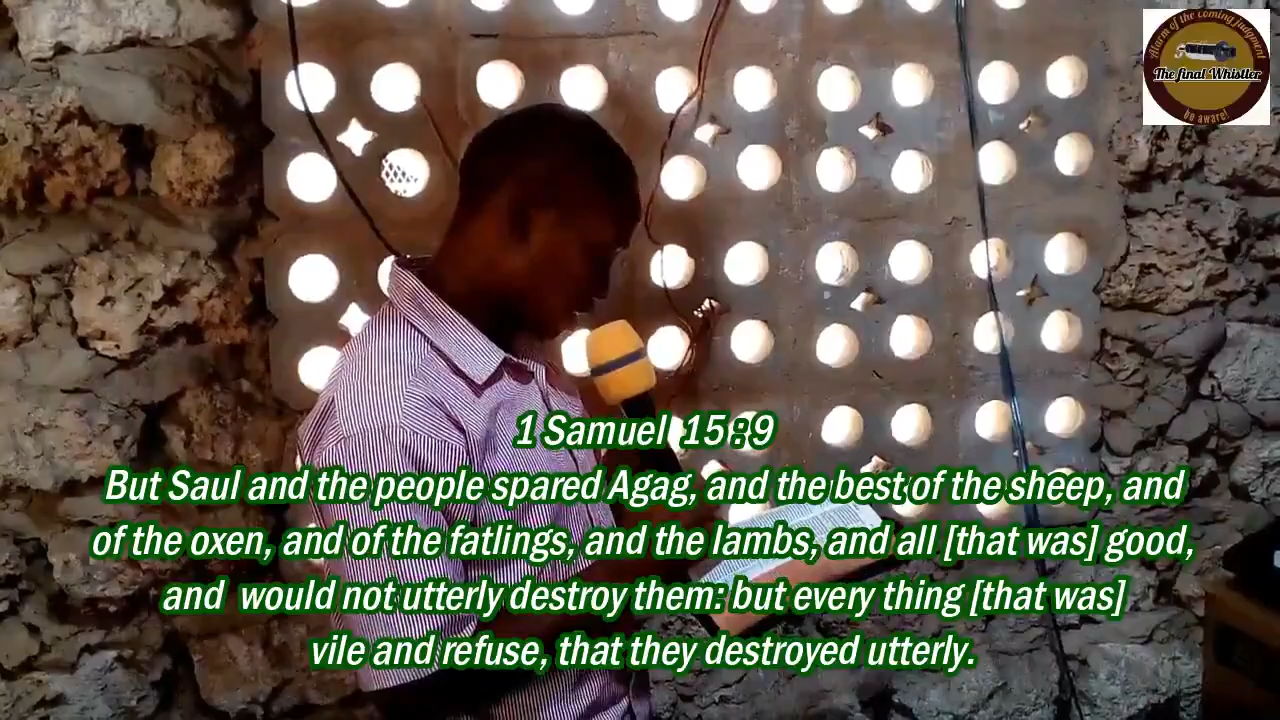 Alarm of the coming judgment
The final Whistler
be aware!
1 Samuel 15:9
But Saul and the people spared Agag, and the best of the sheep, and
of the oxen, and of the fatlings, and the lambs, and all [that was] good,
and would not utterly destroy them: but every thing [that was]
vile and refuse, that they destroyed utterly.